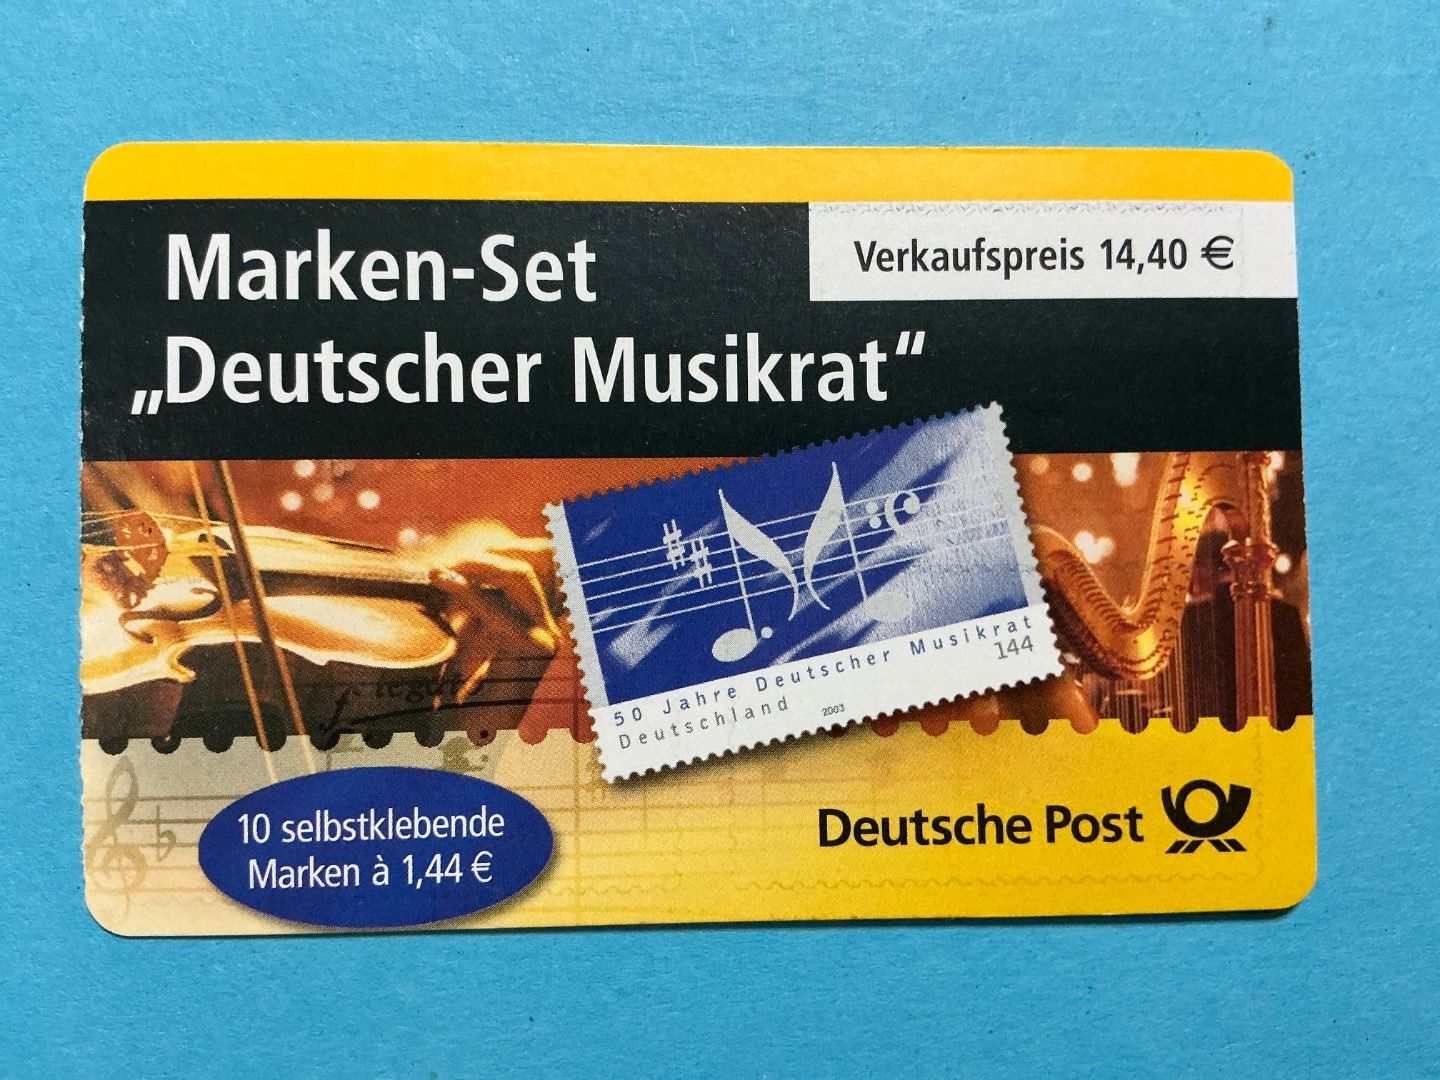 Marken-Set
„Deutscher Musikrat“
Verkaufspreis 14,40 €
50 Jahre Deutscher Musikrat
Deutschland 2003 144
10 selbstklebende
Marken à 1,44 €
Deutsche Post